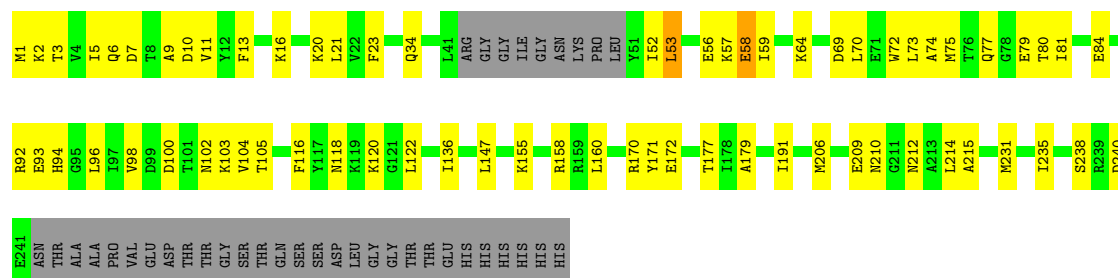 M1 K2 T3 V4 I5 Q6 D7 T8 A9 D10 V11 Y12 F13 K16 K20 L21 V22 F23 Q34 L41 ARG GLY GLY ILE GLY ASN LYS PRO LEU Y51 I52 L53 E56 K57 E58 I59 K64 D69 L70 E71 W72 L73 A74 M75 T76 Q77 G78 E79 T80 I81 E84
R92 E93 H94 G95 L96 I97 V98 D99 D100 T101 N102 K103 V104 T105 F116 Y117 N118 K119 K120 G121 L122 I136 L147 K155 R158 R159 L160 R170 Y171 E172 T177 I178 A179 I191 M206 E209 N210 G211 N212 A213 L214 A215 M231 I235 S238 R239 D240
E241 ASN THR ALA ALA PRO VAL GLU ASP THR THR GLY SER THR GLN SER SER ASP LEU GLY GLY THR THR GLU HIS HIS HIS HIS HIS HIS